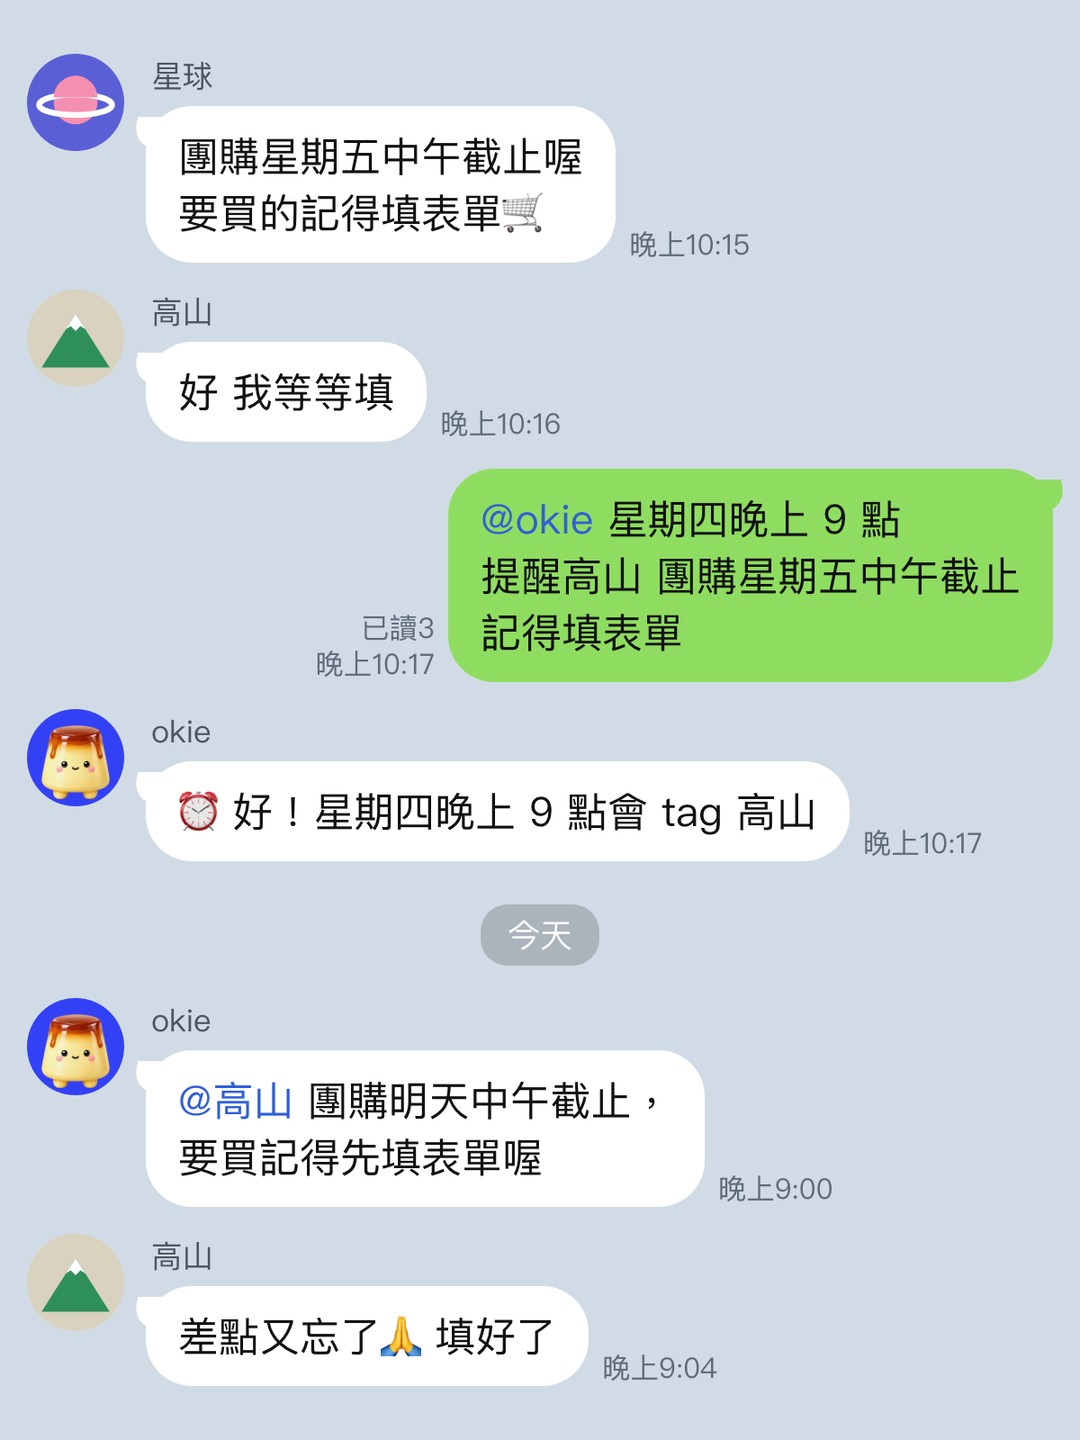 星球
團購星期五中午截止喔
要買的記得填表單🛒
晚上10:15
高山
好 我等等填
晚上10:16
@okie 星期四晚上 9 點
提醒高山 團購星期五中午截止
記得填表單
已讀3
晚上10:17
okie
⏰ 好！星期四晚上 9 點會 tag 高山
晚上10:17
今天
okie
@高山 團購明天中午截止，
要買記得先填表單喔
晚上9:00
高山
差點又忘了🙏 填好了
晚上9:04